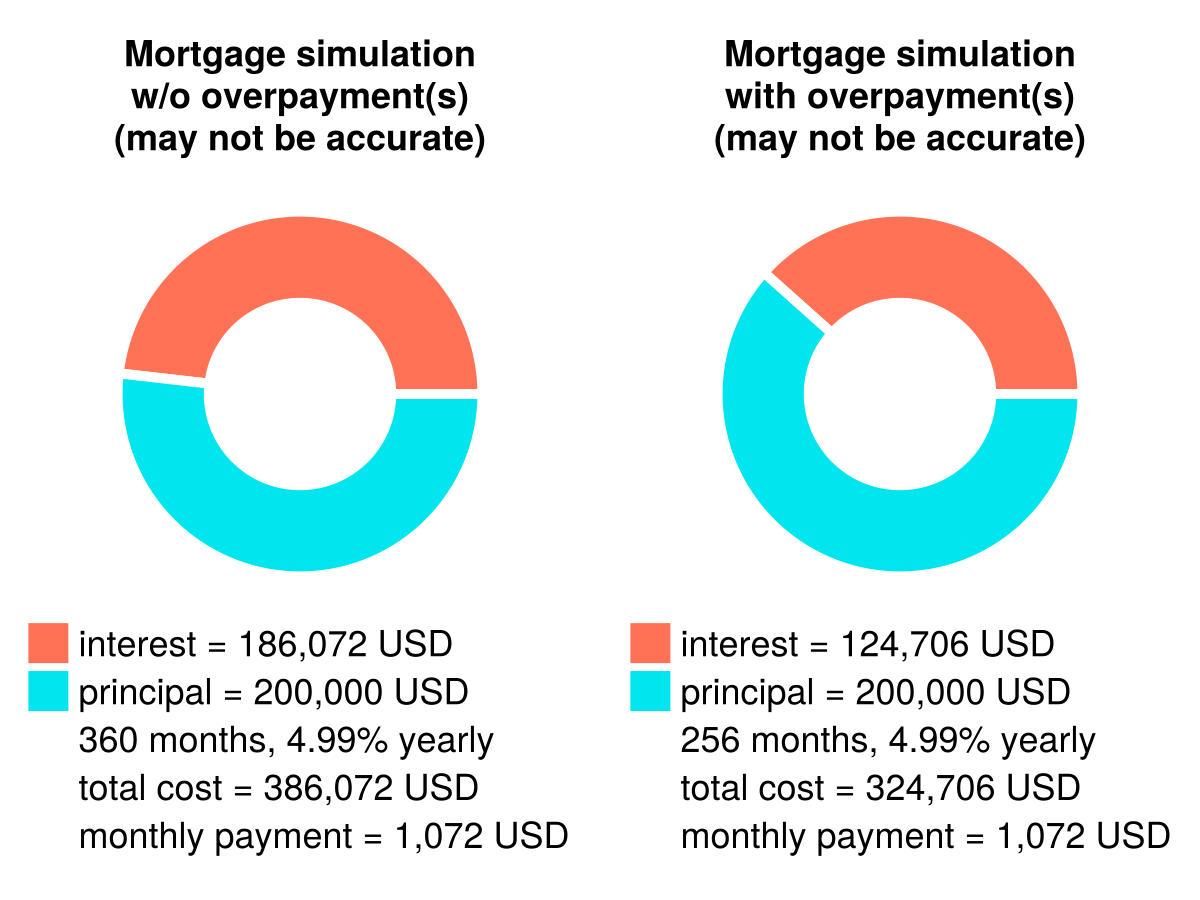 Mortgage simulation
w/o overpayment(s)
(may not be accurate)
interest = 186,072 USD
principal = 200,000 USD
360 months, 4.99% yearly
total cost = 386,072 USD
monthly payment = 1,072 USD
Mortgage simulation
with overpayment(s)
(may not be accurate)
interest = 124,706 USD
principal = 200,000 USD
256 months, 4.99% yearly
total cost = 324,706 USD
monthly payment = 1,072 USD